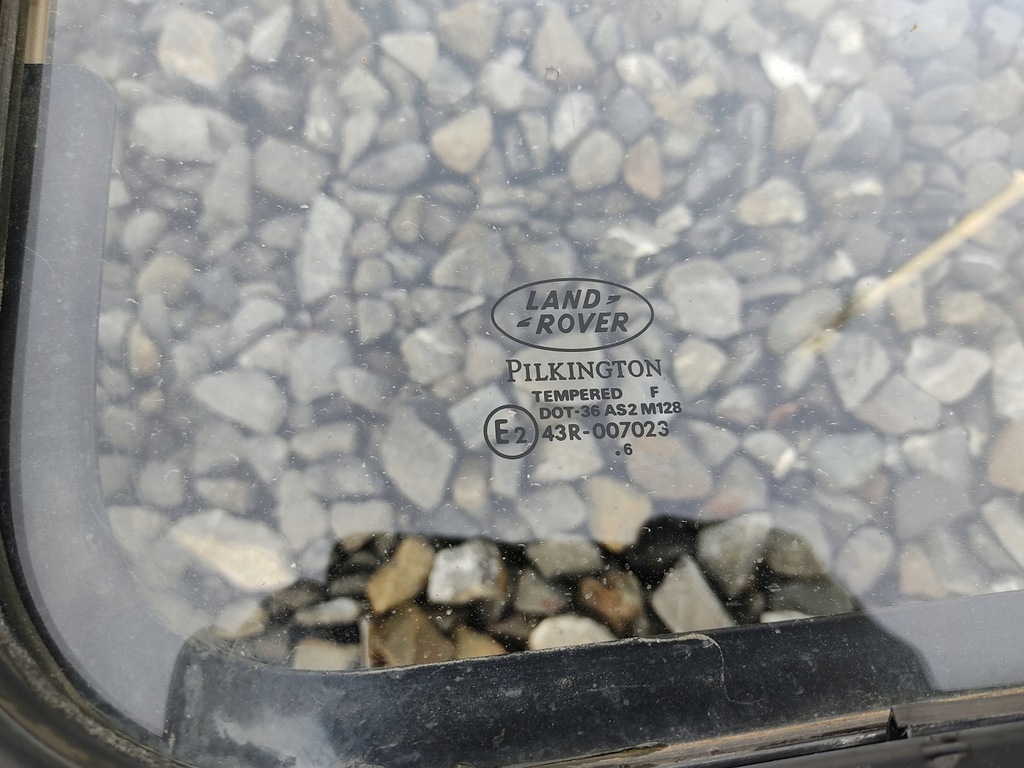 LAND-
-ROVER
PILKINGTON
TEMPERED F
DOT-36 AS2 M128
E2 43R-007023
.6